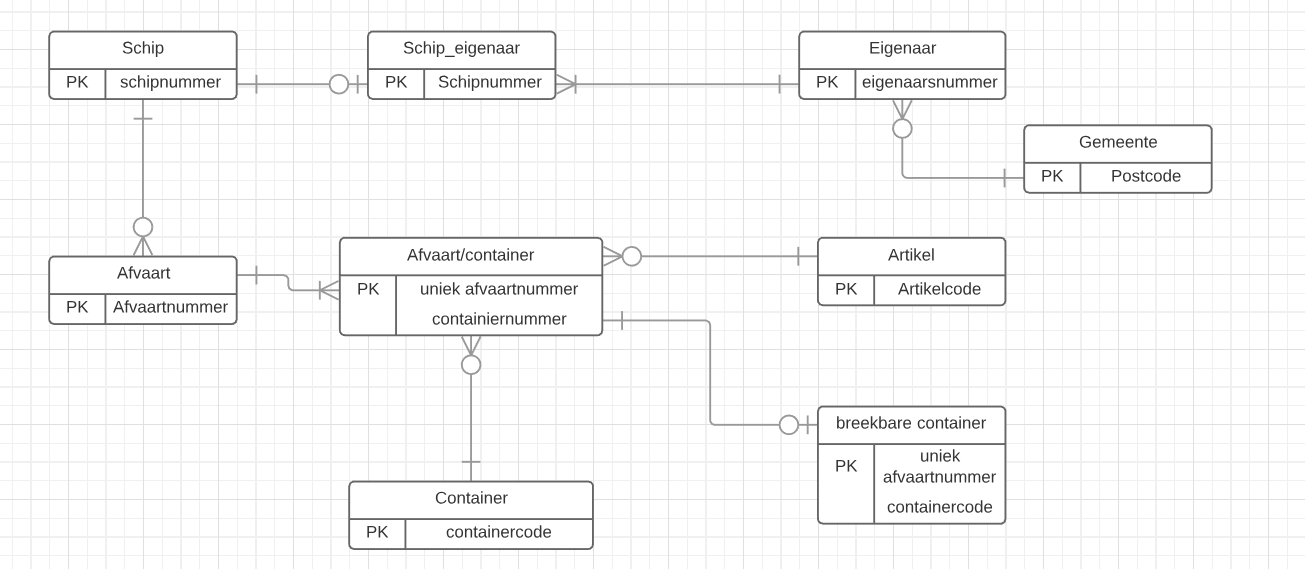 Schip
PK schipnummer
Schip_eigenaar
PK Schipnummer
Eigenaar
PK eigenaarsnummer
Gemeente
PK Postcode
Afvaart
PK Afvaartnummer
Afvaart/container
PK uniek afvaartnummer
containiernummer
Artikel
PK Artikelcode
breekbare container
PK uniek
afvaartnummer
containercode
Container
PK containercode